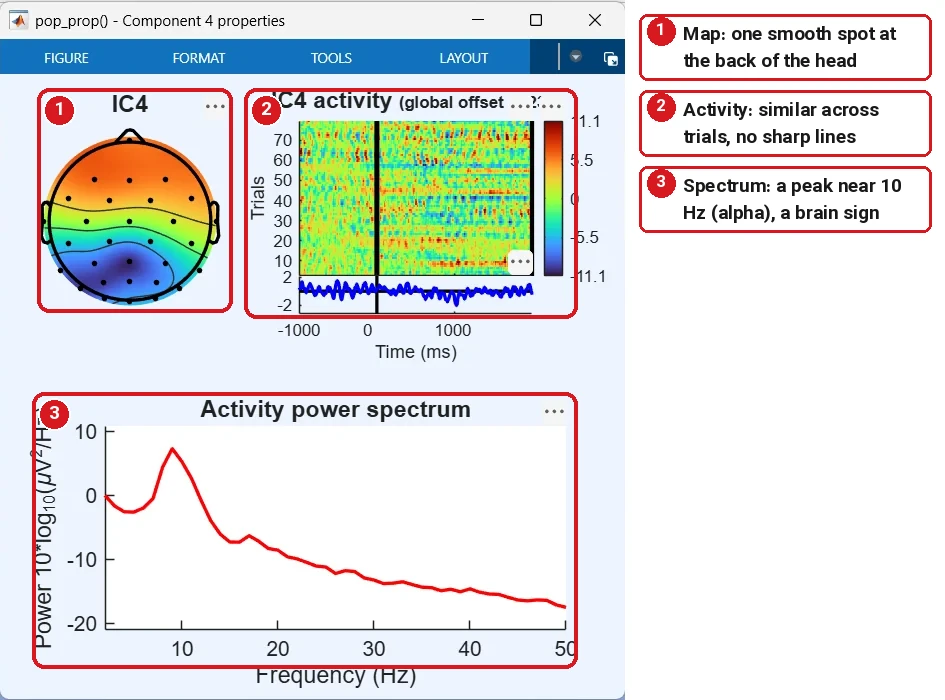 pop_prop() - Component 4 properties
FIGURE FORMAT TOOLS LAYOUT
1
IC4
2
IC4 activity (global offset
Trials
70
60
50
40
30
20
10
2
-2
-1000 0 1000
Time (ms)
11.1
5.5
0
-5.5
-11.1
3
Activity power spectrum
Power 10*log10(μV2/Hz
10
0
-10
-20
10 20 30 40 50
Frequency (Hz)
1 Map: one smooth spot at
the back of the head
2 Activity: similar across
trials, no sharp lines
3 Spectrum: a peak near 10
Hz (alpha), a brain sign